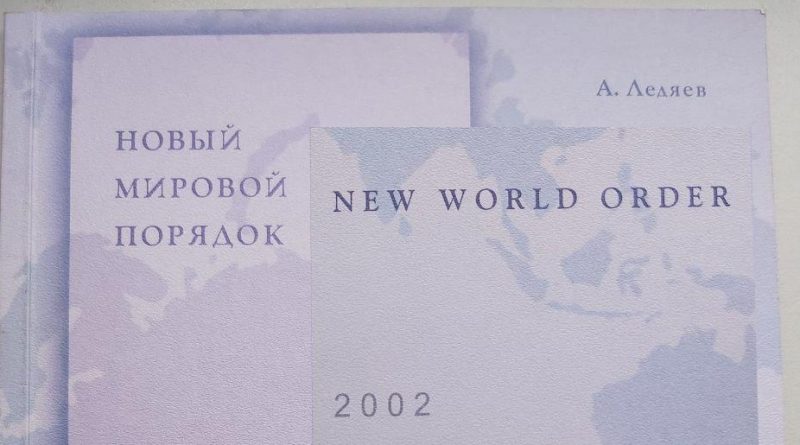 А. Ледяев
НОВЫЙ
МИРОВОЙ
ПОРЯДОК
NEW WORLD ORDER
2002